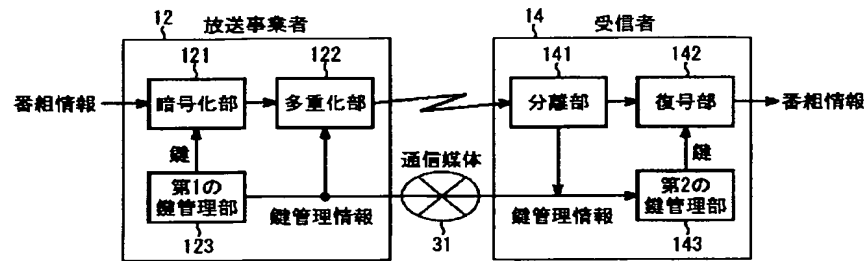 12
放送事業者
14
受信者
121
122
141
142
番組情報
暗号化部
多重化部
分離部
復号部
番組情報
鍵
通信媒体
鍵
第1の
鍵管理部
鍵管理情報
鍵管理情報
第2の
鍵管理部
123
31
143